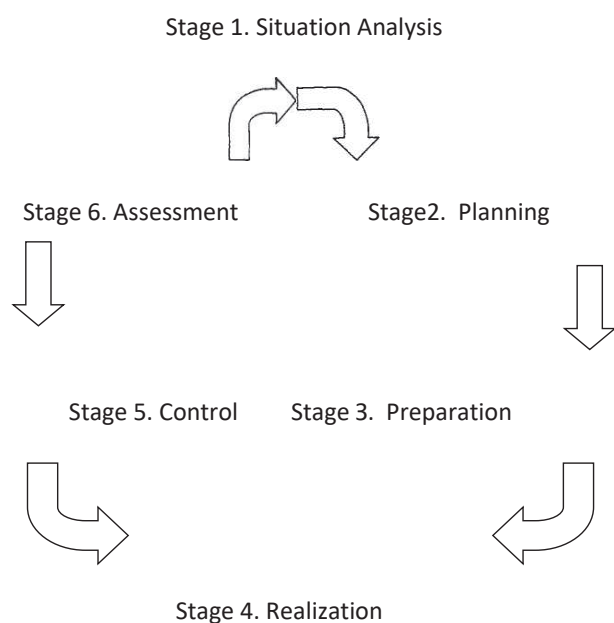 Stage 1. Situation Analysis
Stage 6. Assessment
Stage2.  Planning
Stage 5. Control
Stage 3.  Preparation
Stage 4. Realization